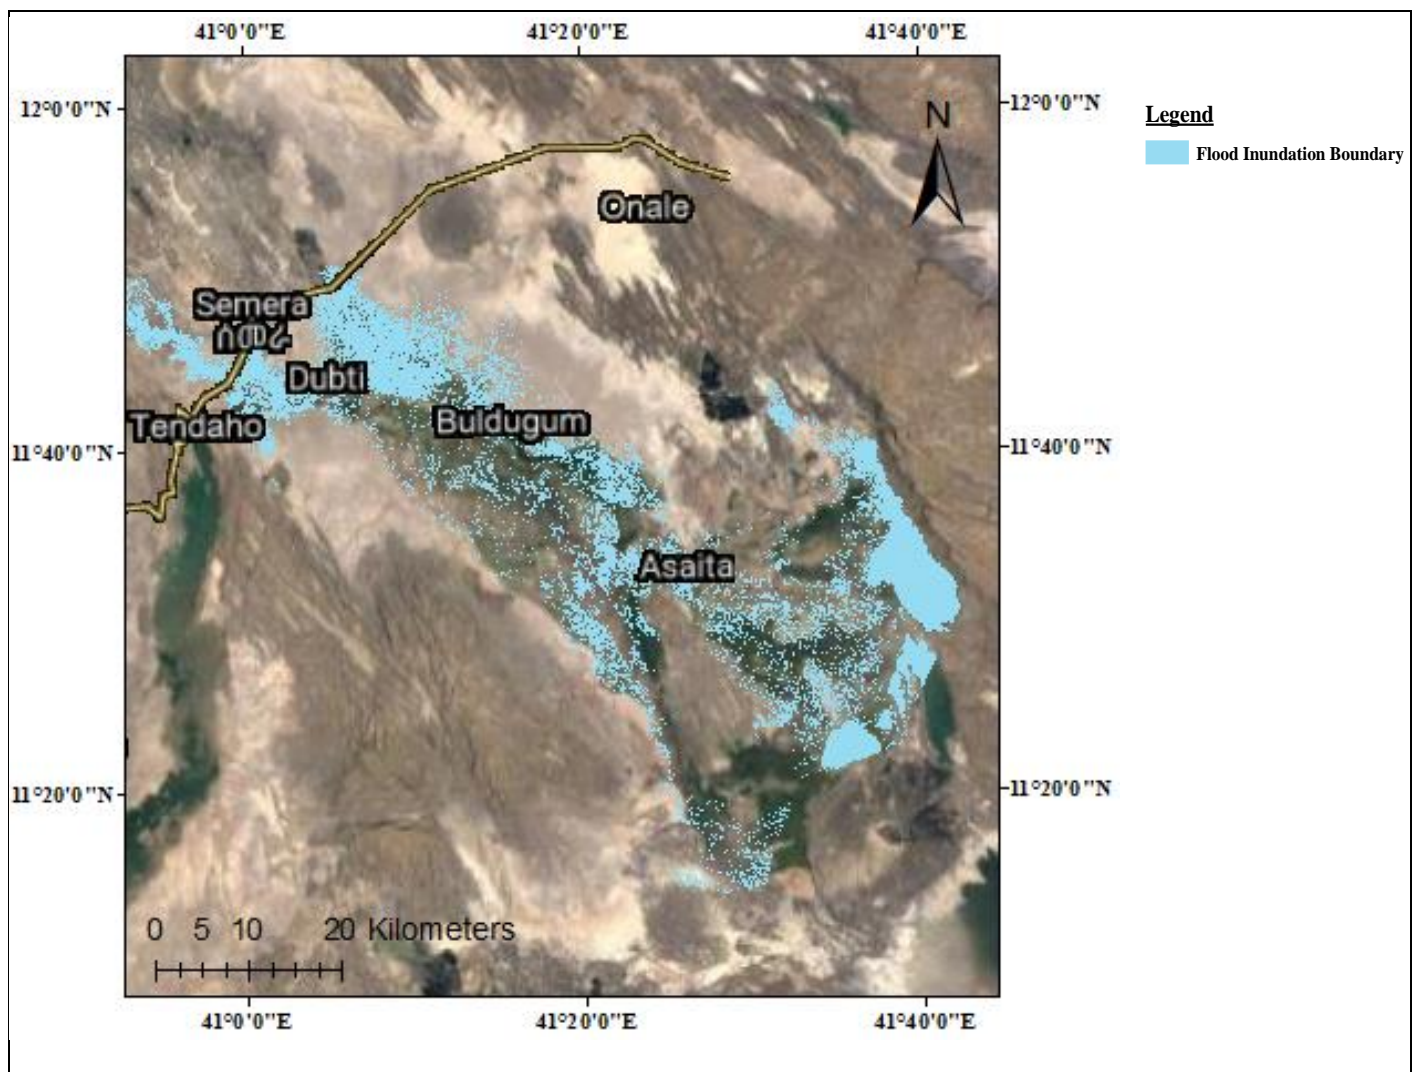 41°0'0"E 41°20'0"E 41°40'0"E
12°0'0"N 12°0'0"N
N
Legend
Flood Inundation Boundary
Onale
Semera
ሰመራ
Dubti
Tendaho
Buldugum
11°40'0"N 11°40'0"N
Asaita
11°20'0"N 11°20'0"N
0 5 10 20 Kilometers
41°0'0"E 41°20'0"E 41°40'0"E